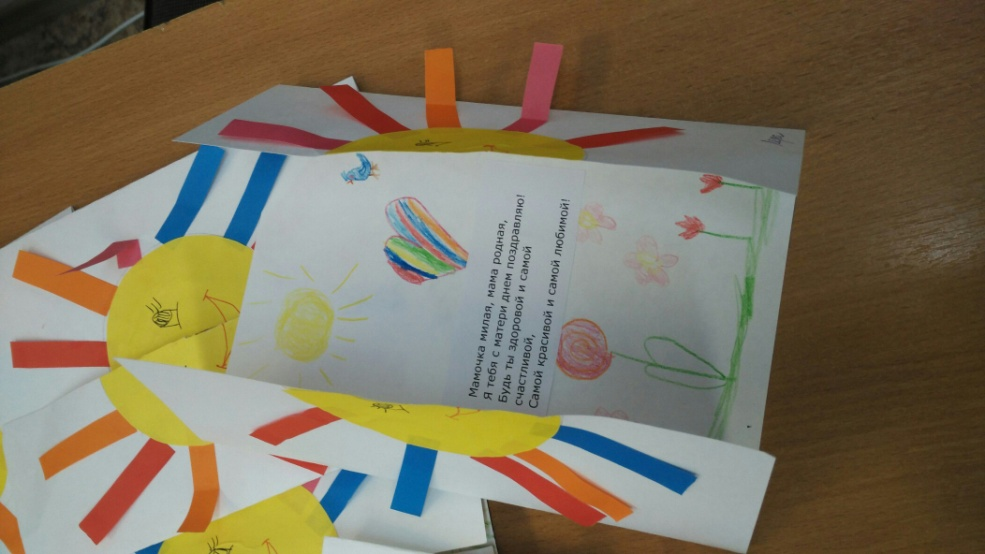 Мамочка милая, мама родная,
Я тебя с матери днем поздравляю!
Будь ты здоровой и самой
счастливой,
Самой красивой и самой любимой!